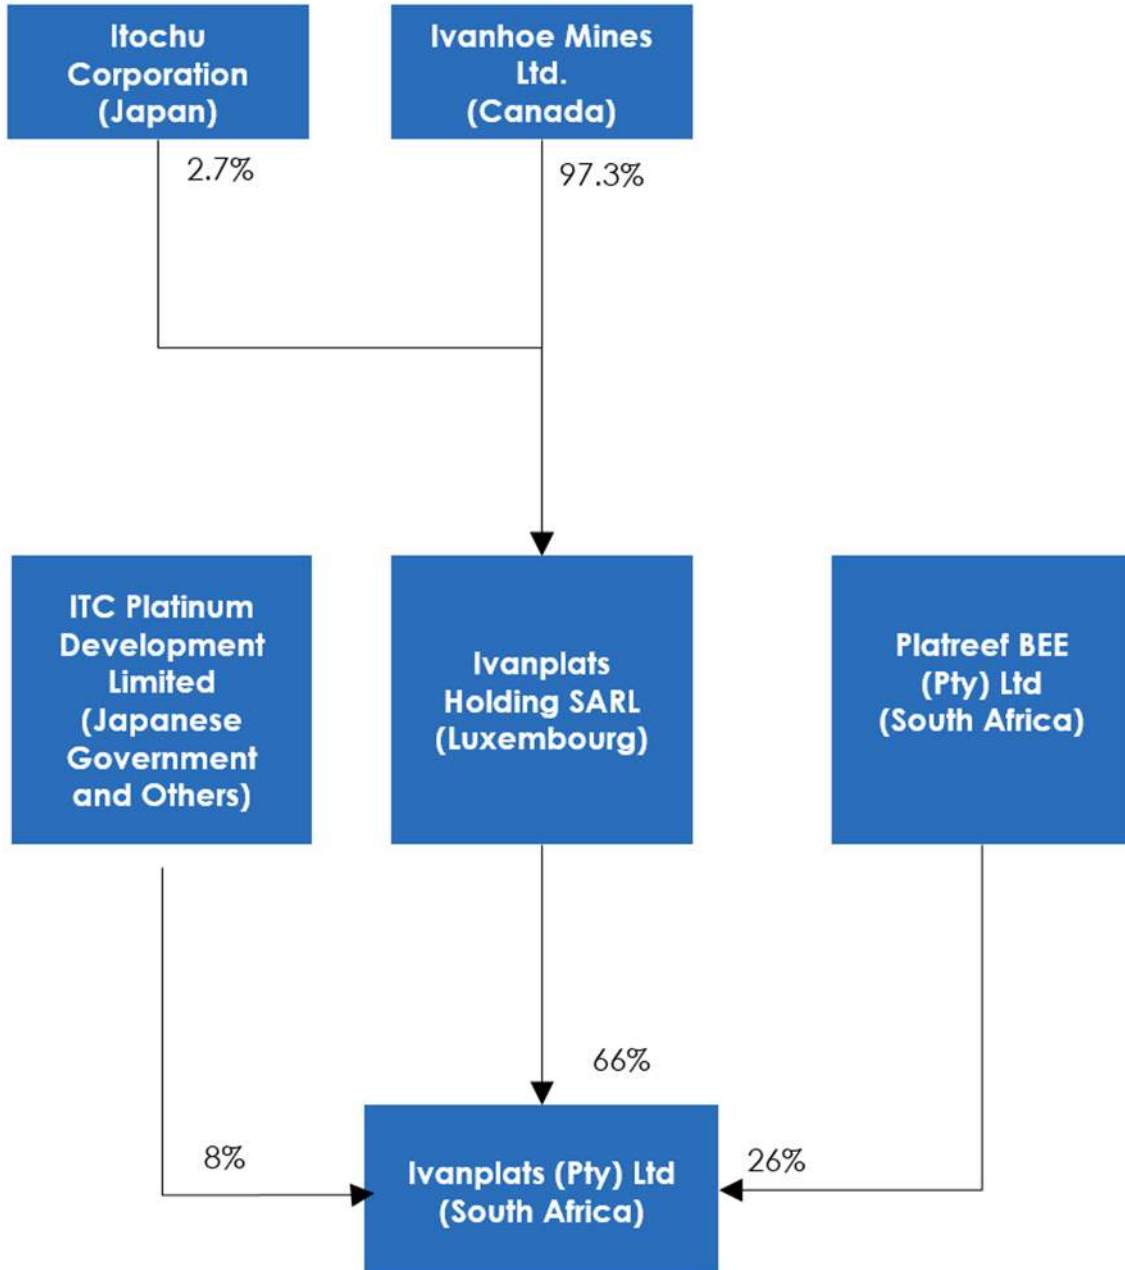 Itochu
Corporation
(Japan)
Ivanhoe Mines
Ltd.
(Canada)
2.7%
97.3%
ITC Platinum
Development
Limited
(Japanese
Government
and Others)
Ivanplats
Holding SARL
(Luxembourg)
Platreef BEE
(Pty) Ltd
(South Africa)
66%
8%
26%
Ivanplats (Pty) Ltd
(South Africa)